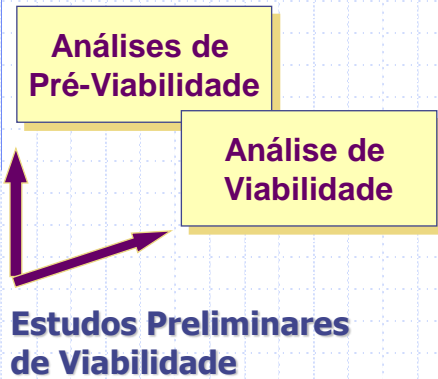 Análises de
Pré-Viabilidade
Análise de
Viabilidade
Estudos Preliminares
de Viabilidade